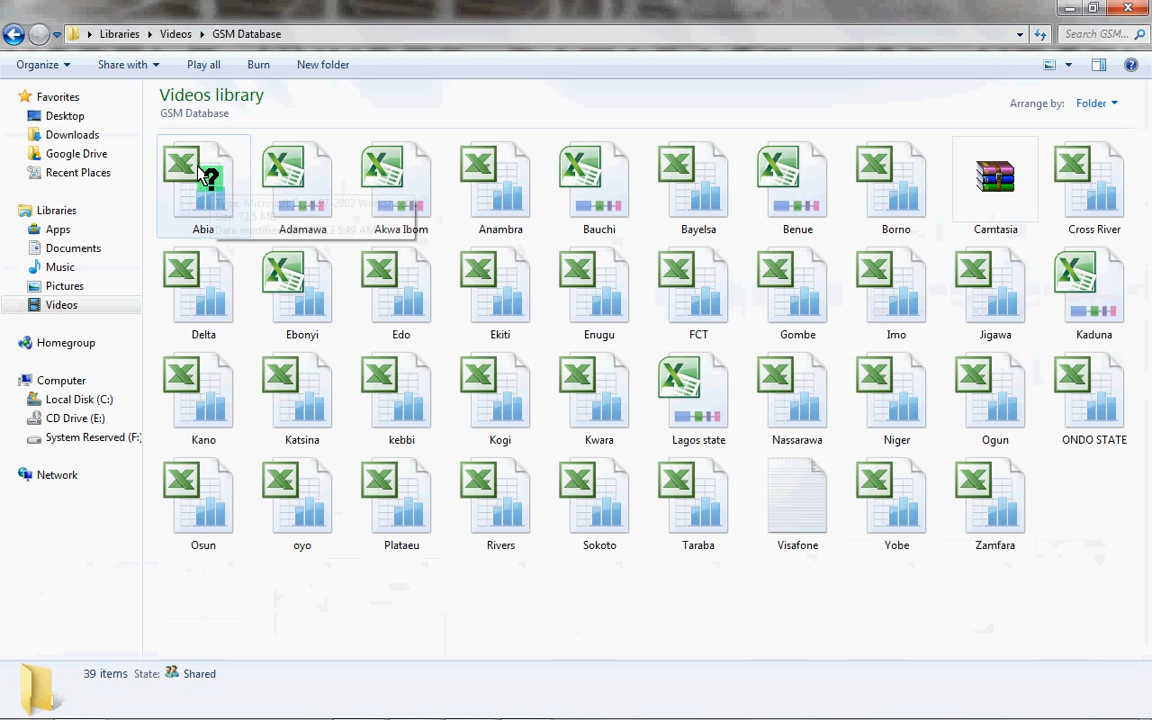 Libraries Videos GSM Database
Search GSM...
Organize Share with Play all Burn New folder
Favorites
Desktop
Downloads
Google Drive
Recent Places
Libraries
Apps
Documents
Music
Pictures
Videos
Homegroup
Computer
Local Disk (C:)
CD Drive (E:)
System Reserved (F:)
Network
Videos library
GSM Database
Arrange by: Folder
Abia Adamawa Akwa Ibom Anambra Bauchi Bayelsa Benue Borno Camtasia Cross River
Delta Ebonyi Edo Ekiti Enugu FCT Gombe Imo Jigawa Kaduna
Kano Katsina kebbi Kogi Kwara Lagos state Nassarawa Niger Ogun ONDO STATE
Osun oyo Plataeu Rivers Sokoto Taraba Visafone Yobe Zamfara
39 items State: Shared